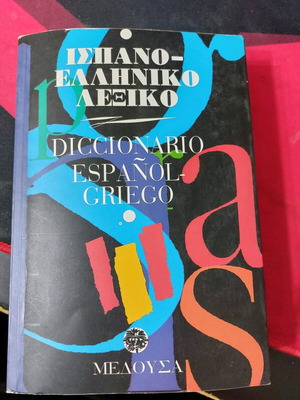 ΙΣΠΑΝΟ-
ΕΛΛΗΝΙΚΟ
ΛΕΞΙΚΟ
DICCIONARIO
ESPAÑOL-
GRIEGO
ΜΕΔΟΥΣΑ